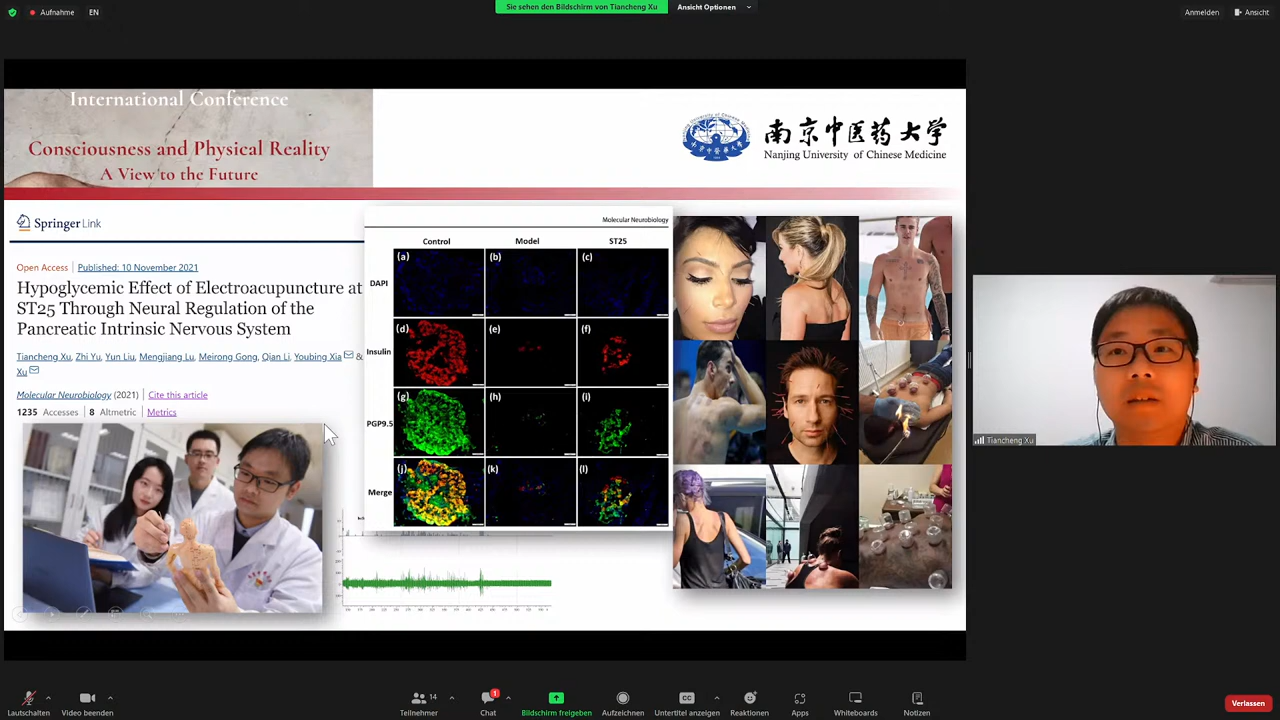 Aufnahme
EN
Sie sehen den Bildschirm von Tiancheng Xu
Ansicht Optionen
Anmelden
Ansicht
International Conference
Consciousness and Physical Reality
A View to the Future
南京中医药大学
Nanjing University of Chinese Medicine
Springer Link
Open Access | Published: 10 November 2021
Hypoglycemic Effect of Electroacupuncture at
ST25 Through Neural Regulation of the
Pancreatic Intrinsic Nervous System
Tiancheng Xu, Zhi Yu, Yun Liu, Mengjiang Lu, Meirong Gong, Qian Li, Youbing Xia &
Xu
Molecular Neurobiology (2021) | Cite this article
1235 Accesses | 8 Altmetric | Metrics
Molecular Neurobiology
Control Model ST25
DAPI (a) (b) (c)
Insulin (d) (e) (f)
PGP9.5 (g) (h) (i)
Merge (j) (k) (l)
Tiancheng Xu
Lautschalten
Video beenden
14
Teilnehmer
1
Chat
Bildschirm freigeben
Aufzeichnen
CC
Untertitel anzeigen
Reaktionen
Apps
Whiteboards
Notizen
Verlassen